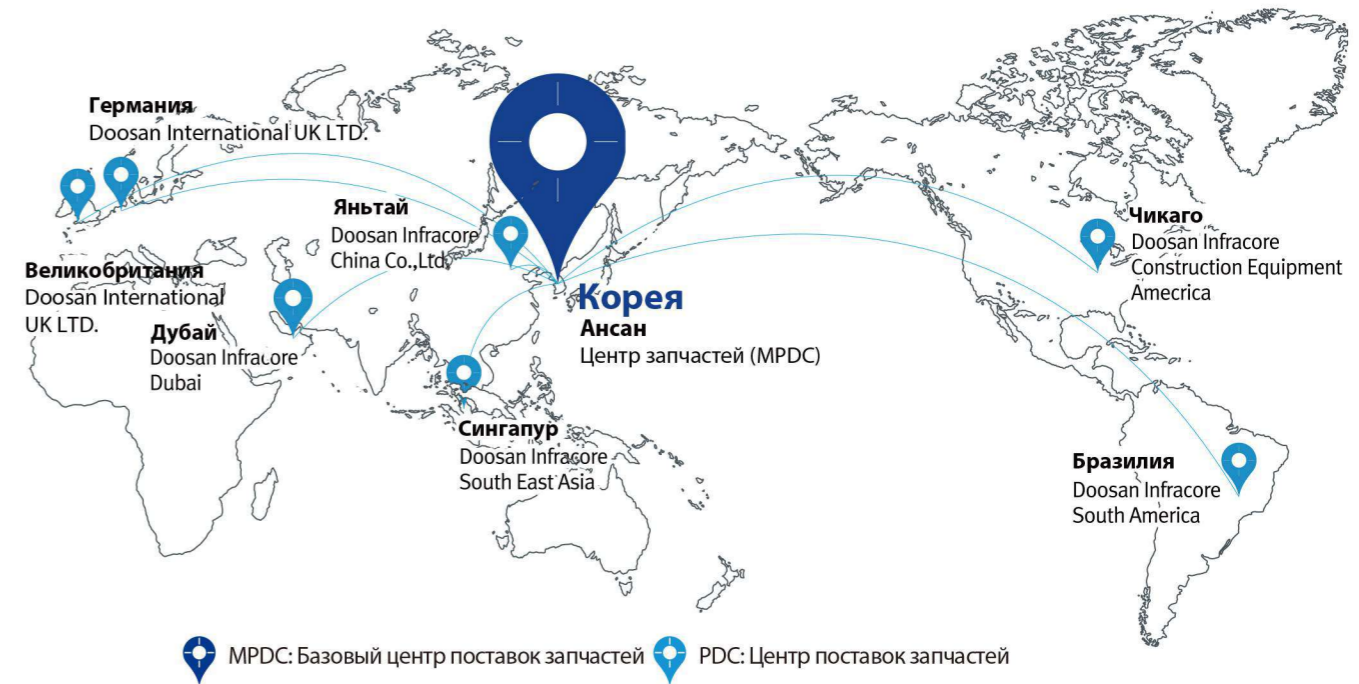 Германия
Doosan International UK LTD.
Яньтай
Doosan Infracore
China Co.,Ltd.
Великобритания
Doosan International
UK LTD.
Дубай
Doosan Infracore
Dubai
Корея
Ансан
Центр запчастей (MPDC)
Сингапур
Doosan Infracore
South East Asia
Чикаго
Doosan Infracore
Construction Equipment
Amecrica
Бразилия
Doosan Infracore
South America
MPDC: Базовый центр поставок запчастей
PDC: Центр поставок запчастей